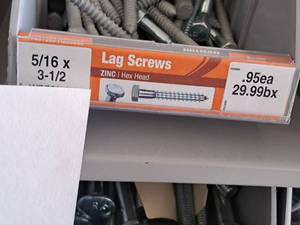 5/16 x
3-1/2
Lag Screws
ZINC | Hex Head
.95ea
29.99bx